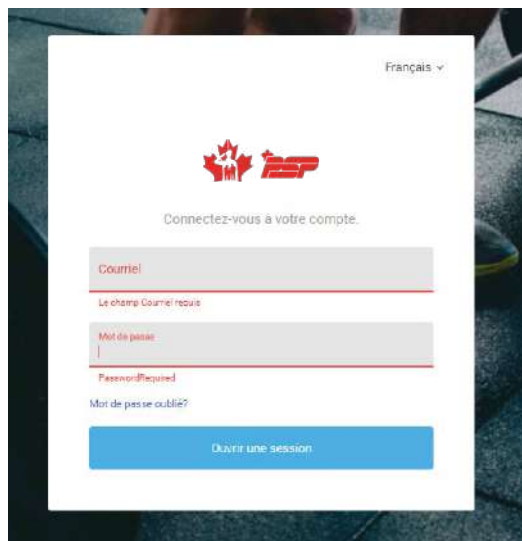 Français
PSP
Connectez-vous à votre compte.
Courriel
Le champ Courriel requis
Mot de passe
PasswordRequired
Mot de passe oublié?
Ouvrir une session